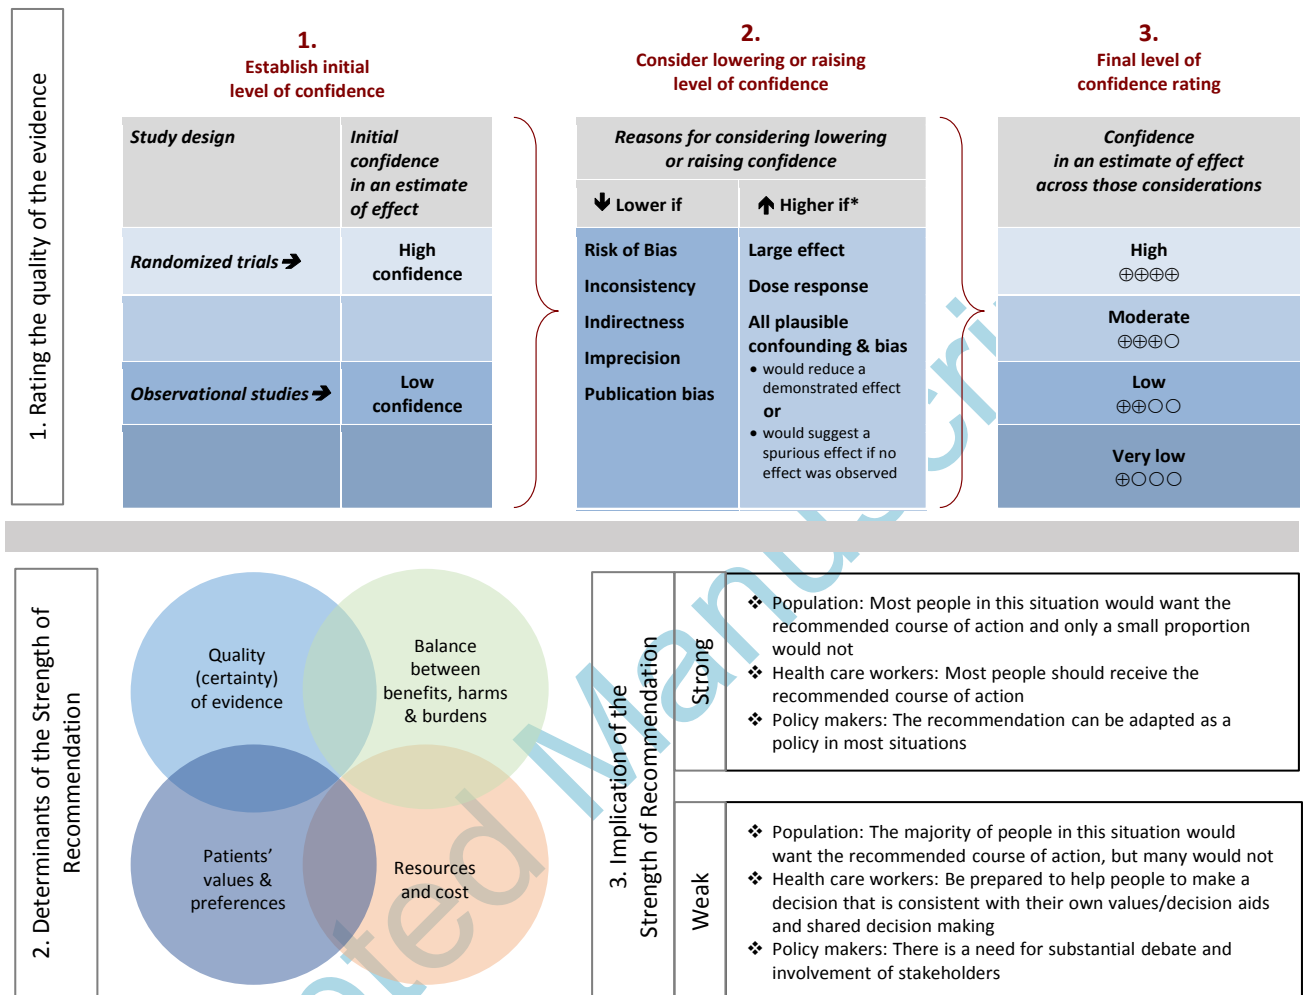 1. Rating the quality of the evidence
1.
Establish initial
level of confidence
2.
Consider lowering or raising
level of confidence
3.
Final level of
confidence rating
Study design
Initial
confidence
in an estimate
of effect
Randomized trials ➔
High
confidence
Observational studies ➔
Low
confidence
Reasons for considering lowering
or raising confidence
🡻 Lower if
🡹 Higher if*
Risk of Bias
Inconsistency
Indirectness
Imprecision
Publication bias
Large effect
Dose response
All plausible
confounding & bias
• would reduce a
demonstrated effect
or
• would suggest a
spurious effect if no
effect was observed
Confidence
in an estimate of effect
across those considerations
High
⊕⊕⊕⊕
Moderate
⊕⊕⊕○
Low
⊕⊕○○
Very low
⊕○○○
2. Determinants of the Strength of
Recommendation
Quality
(certainty)
of evidence
Balance
between
benefits, harms
& burdens
Patients’
values &
preferences
Resources
and cost
3. Implication of the
Strength of Recommendation
Strong
❖ Population: Most people in this situation would want the
recommended course of action and only a small proportion
would not
❖ Health care workers: Most people should receive the
recommended course of action
❖ Policy makers: The recommendation can be adapted as a
policy in most situations
Weak
❖ Population: The majority of people in this situation would
want the recommended course of action, but many would not
❖ Health care workers: Be prepared to help people to make a
decision that is consistent with their own values/decision aids
and shared decision making
❖ Policy makers: There is a need for substantial debate and
involvement of stakeholders